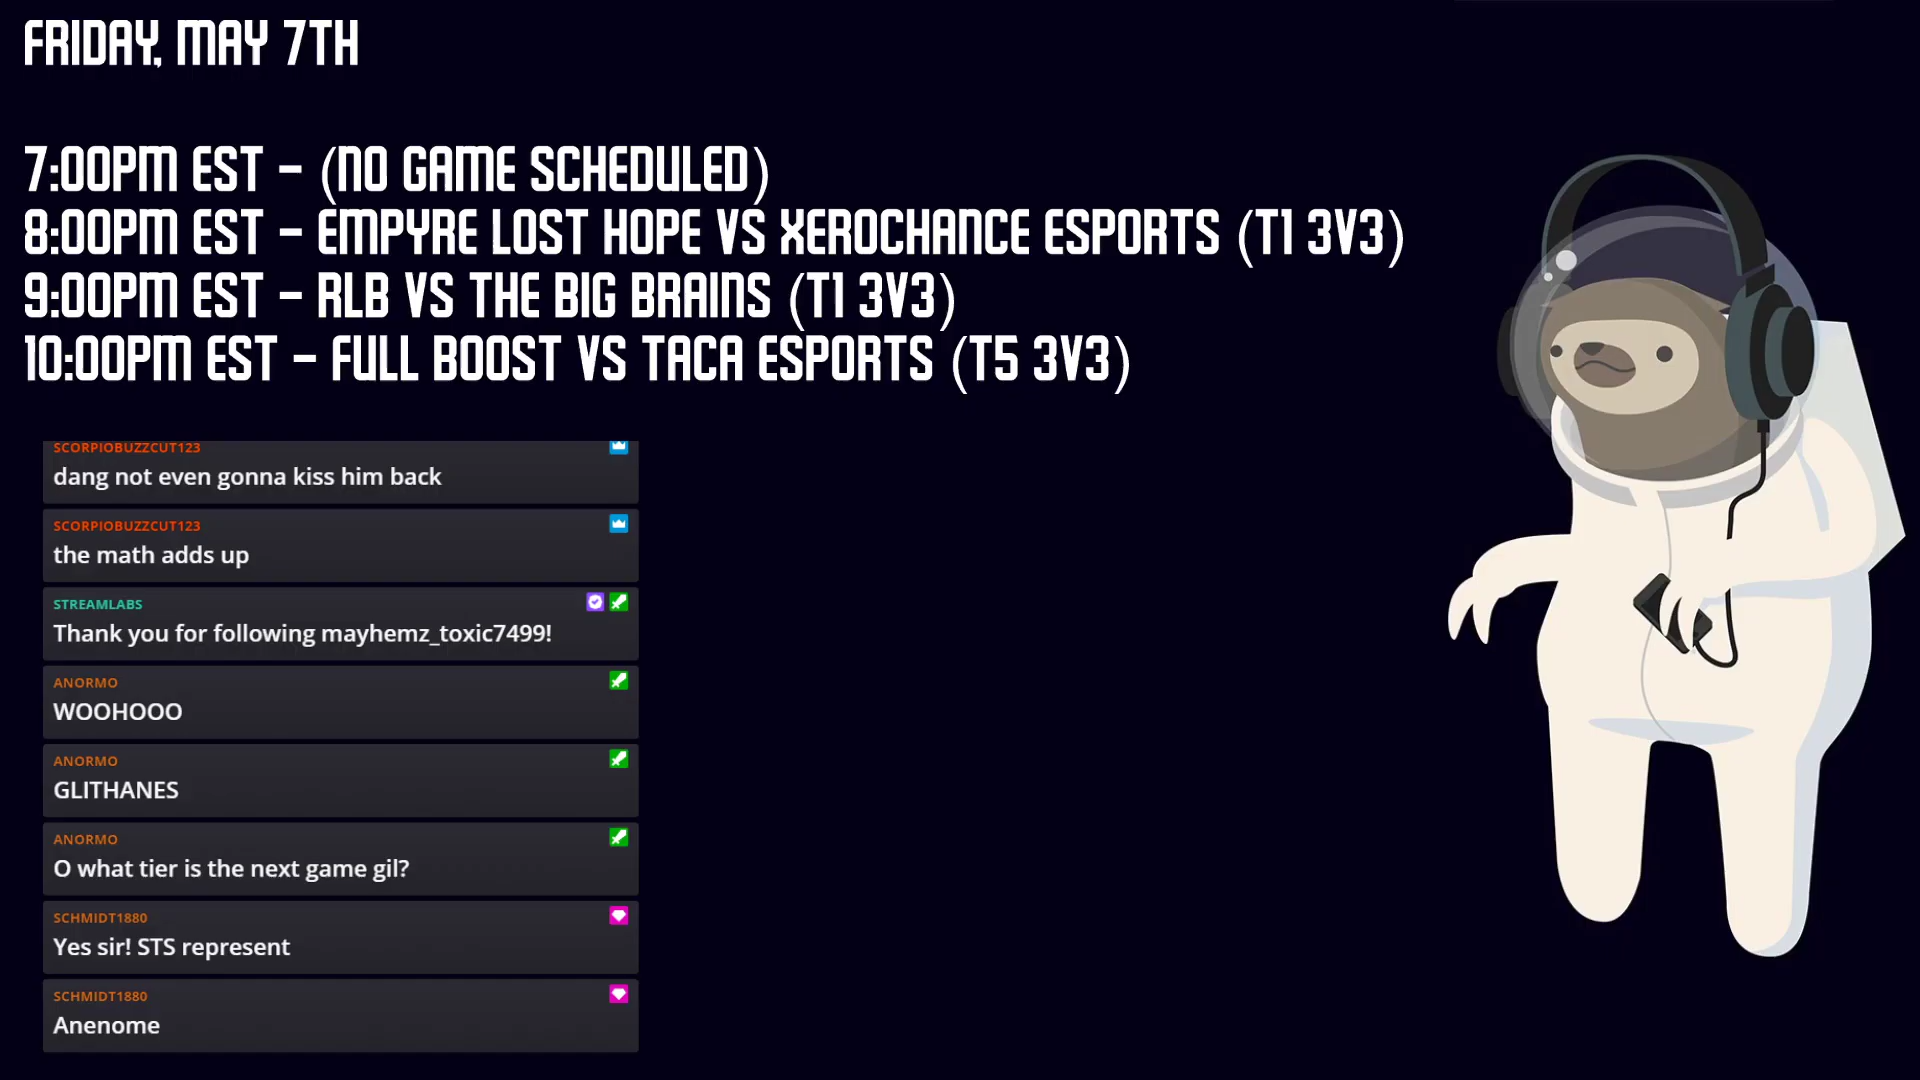 FRIDAY, MAY 7TH
7:00PM EST - (NO GAME SCHEDULED)
8:00PM EST - EMPYRE LOST HOPE VS XEROCHANCE ESPORTS (T1 3V3)
9:00PM EST - RLB VS THE BIG BRAINS (T1 3V3)
10:00PM EST - FULL BOOST VS TACA ESPORTS (T5 3V3)
SCORPIOBUZZCUT123
dang not even gonna kiss him back
SCORPIOBUZZCUT123
the math adds up
STREAMLABS
Thank you for following mayhemz_toxic7499!
ANORMO
WOOHOOO
ANORMO
GLITHANES
ANORMO
O what tier is the next game gil?
SCHMIDT1880
Yes sir! STS represent
SCHMIDT1880
Anenome